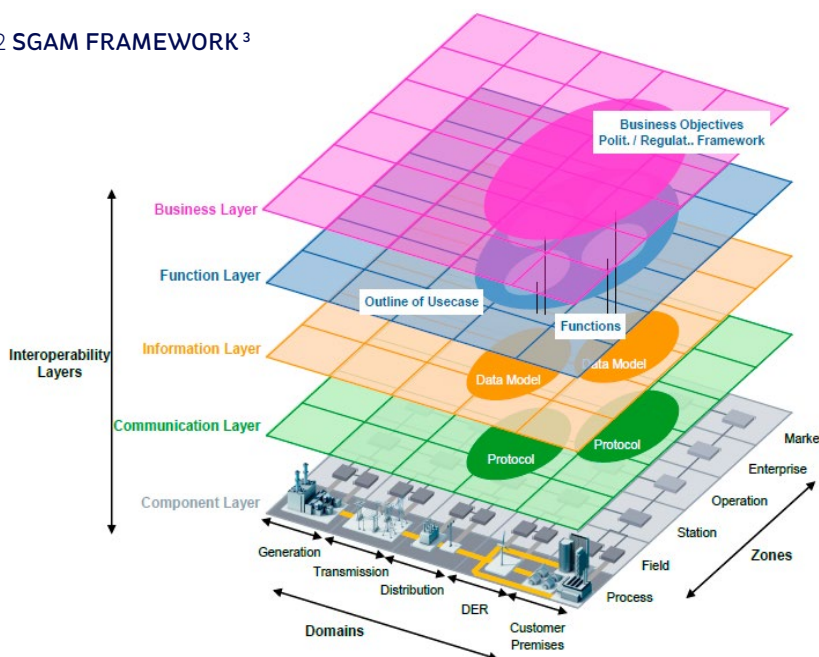 2 SGAM FRAMEWORK ³
Business Objectives
Polit. / Regulat.. Framework
Business Layer
Function Layer
Outline of Usecase
Functions
Information Layer
Interoperability
Layers
Data Model
Data Model
Communication Layer
Protocol
Protocol
Component Layer
Marke
Enterprise
Operation
Station
Field
Process
Zones
Generation
Transmission
Distribution
DER
Customer
Premises
Domains